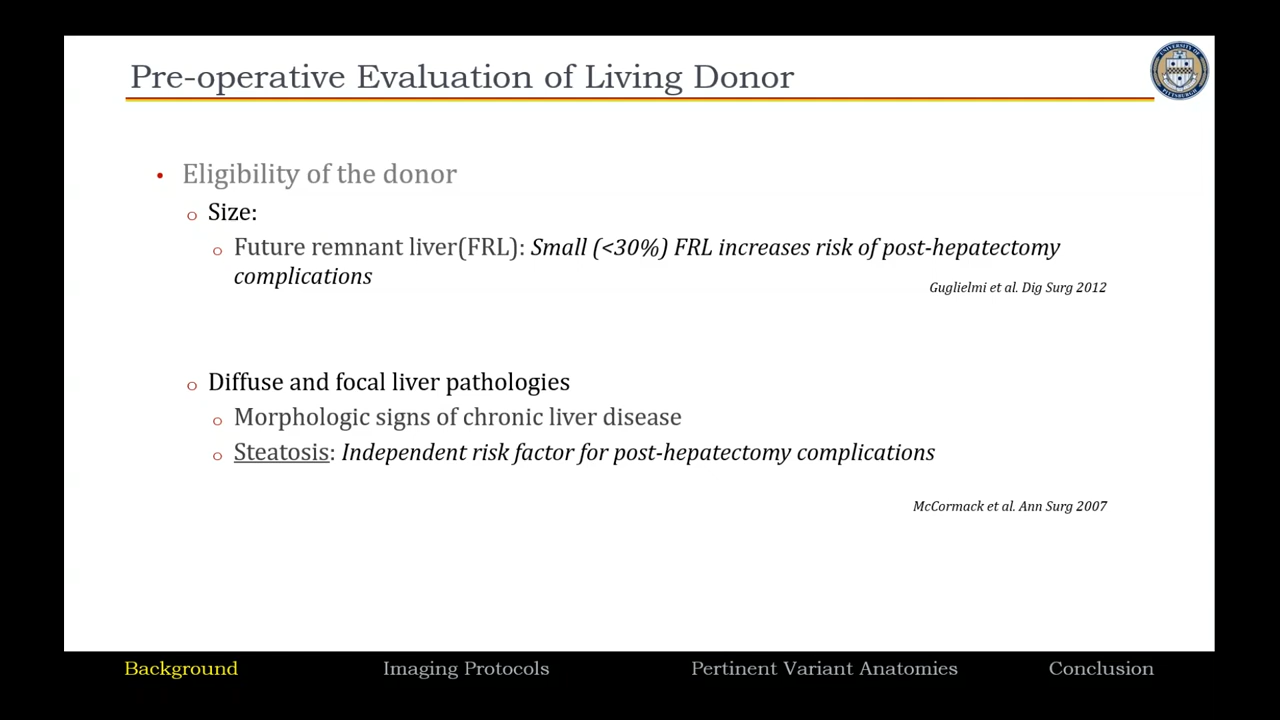 Pre-operative Evaluation of Living Donor
UNIVERSITY OF
PITTSBURGH
• Eligibility of the donor
o Size:
o Future remnant liver(FRL): Small (<30%) FRL increases risk of post-hepatectomy
complications
Guglielmi et al. Dig Surg 2012
o Diffuse and focal liver pathologies
o Morphologic signs of chronic liver disease
o Steatosis: Independent risk factor for post-hepatectomy complications
McCormack et al. Ann Surg 2007
Background Imaging Protocols Pertinent Variant Anatomies Conclusion